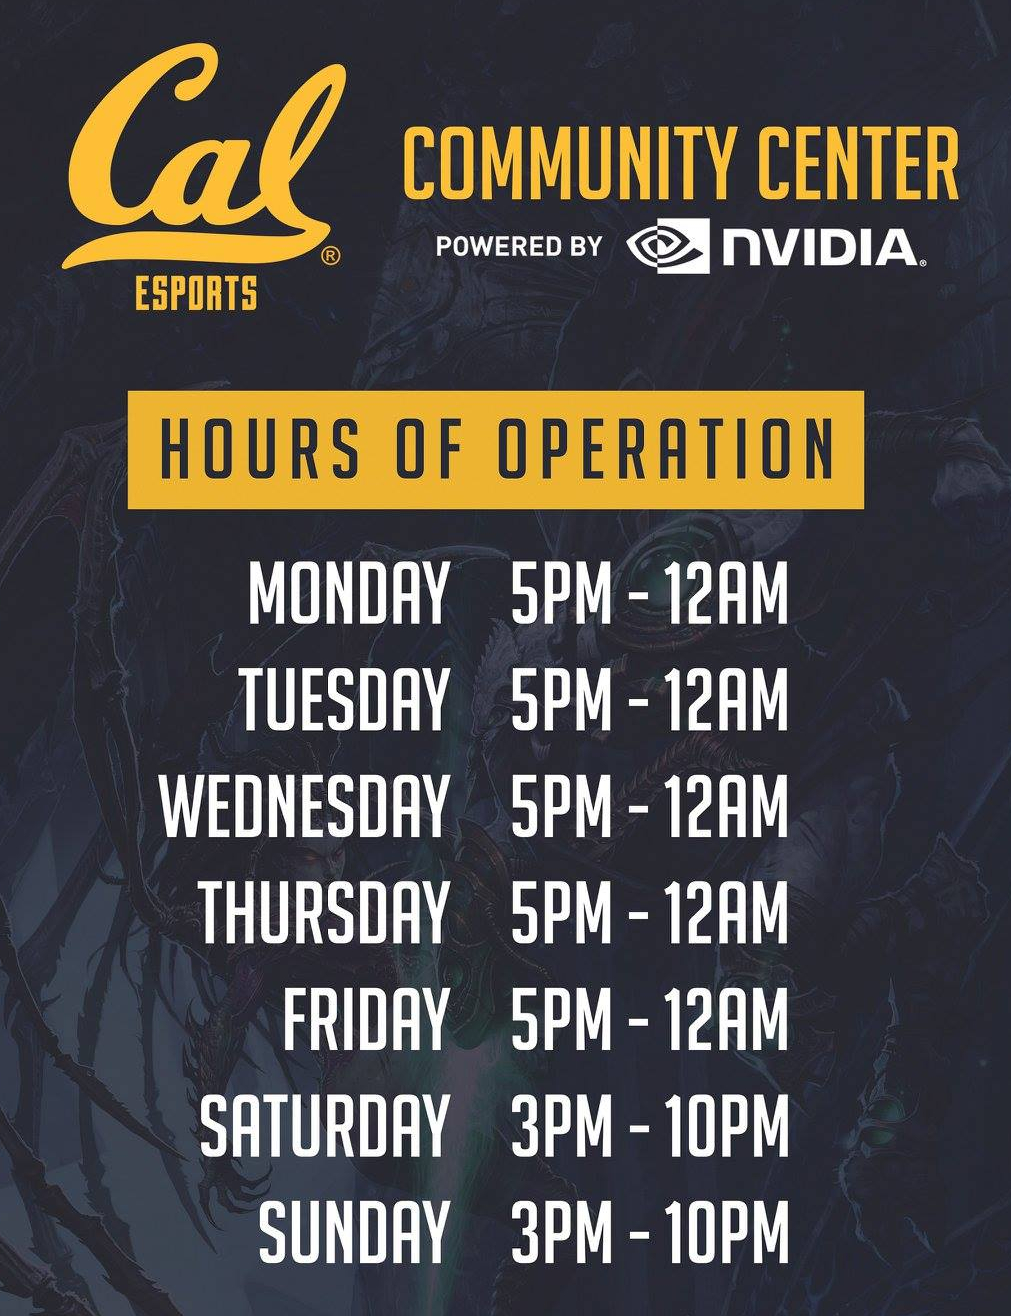 Cal®
ESPORTS
COMMUNITY CENTER
POWERED BY NVIDIA®
HOURS OF OPERATION
MONDAY 5PM - 12AM
TUESDAY 5PM - 12AM
WEDNESDAY 5PM - 12AM
THURSDAY 5PM - 12AM
FRIDAY 5PM - 12AM
SATURDAY 3PM - 10PM
SUNDAY 3PM - 10PM